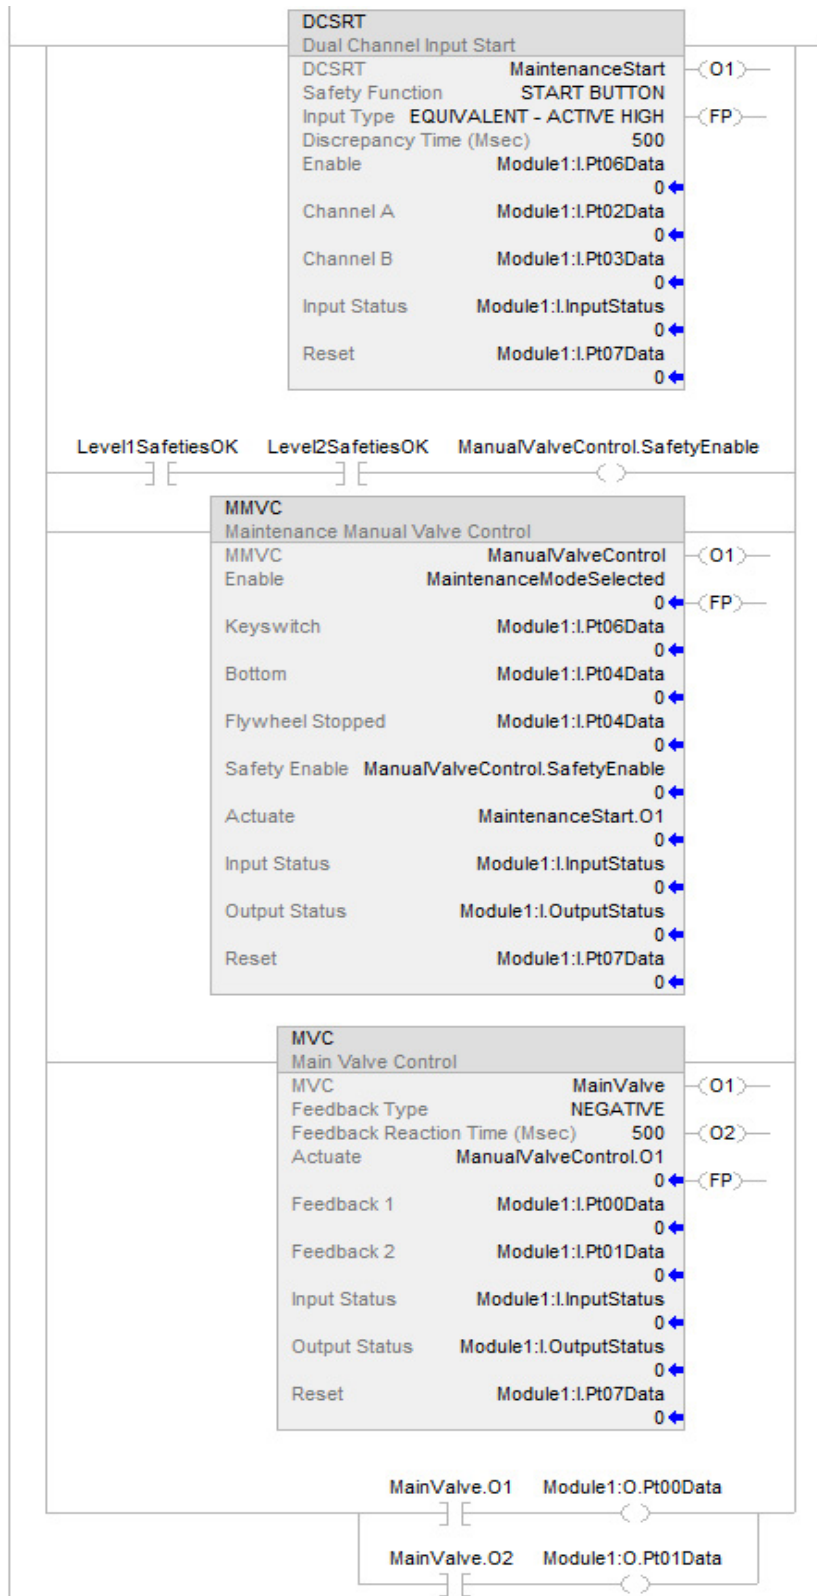 DCSRT
Dual Channel Input Start
DCSRT MaintenanceStart O1
Safety Function START BUTTON
Input Type EQUIVALENT - ACTIVE HIGH FP
Discrepancy Time (Msec) 500
Enable Module1:I.Pt06Data
0
Channel A Module1:I.Pt02Data
0
Channel B Module1:I.Pt03Data
0
Input Status Module1:I.InputStatus
0
Reset Module1:I.Pt07Data
0
Level1SafetiesOK Level2SafetiesOK ManualValveControl.SafetyEnable
MMVC
Maintenance Manual Valve Control
MMVC ManualValveControl O1
Enable MaintenanceModeSelected
0 FP
Keyswitch Module1:I.Pt06Data
0
Bottom Module1:I.Pt04Data
0
Flywheel Stopped Module1:I.Pt04Data
0
Safety Enable ManualValveControl.SafetyEnable
0
Actuate MaintenanceStart.O1
0
Input Status Module1:I.InputStatus
0
Output Status Module1:I.OutputStatus
0
Reset Module1:I.Pt07Data
0
MVC
Main Valve Control
MVC MainValve O1
Feedback Type NEGATIVE
Feedback Reaction Time (Msec) 500 O2
Actuate ManualValveControl.O1
0 FP
Feedback 1 Module1:I.Pt00Data
0
Feedback 2 Module1:I.Pt01Data
0
Input Status Module1:I.InputStatus
0
Output Status Module1:I.OutputStatus
0
Reset Module1:I.Pt07Data
0
MainValve.O1 Module1:O.Pt00Data
MainValve.O2 Module1:O.Pt01Data